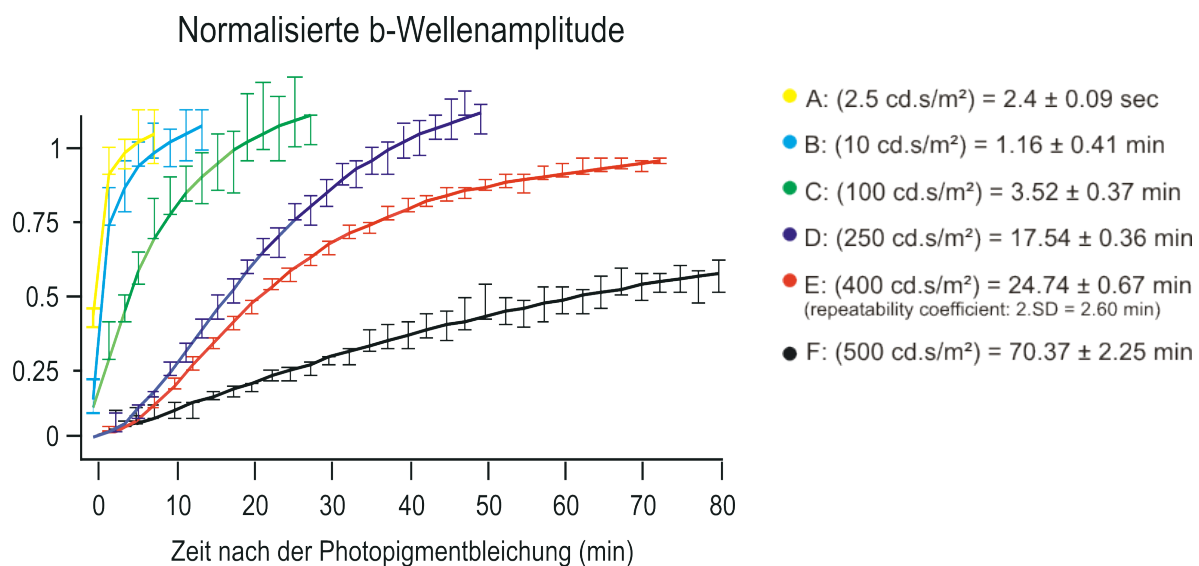 Normalisierte b-Wellenamplitude
1
0.75
0.5
0.25
0
0 10 20 30 40 50 60 70 80
Zeit nach der Photopigmentbleichung (min)
A: (2.5 cd.s/m²) = 2.4 ± 0.09 sec
B: (10 cd.s/m²) = 1.16 ± 0.41 min
C: (100 cd.s/m²) = 3.52 ± 0.37 min
D: (250 cd.s/m²) = 17.54 ± 0.36 min
E: (400 cd.s/m²) = 24.74 ± 0.67 min
(repeatability coefficient: 2.SD = 2.60 min)
F: (500 cd.s/m²) = 70.37 ± 2.25 min